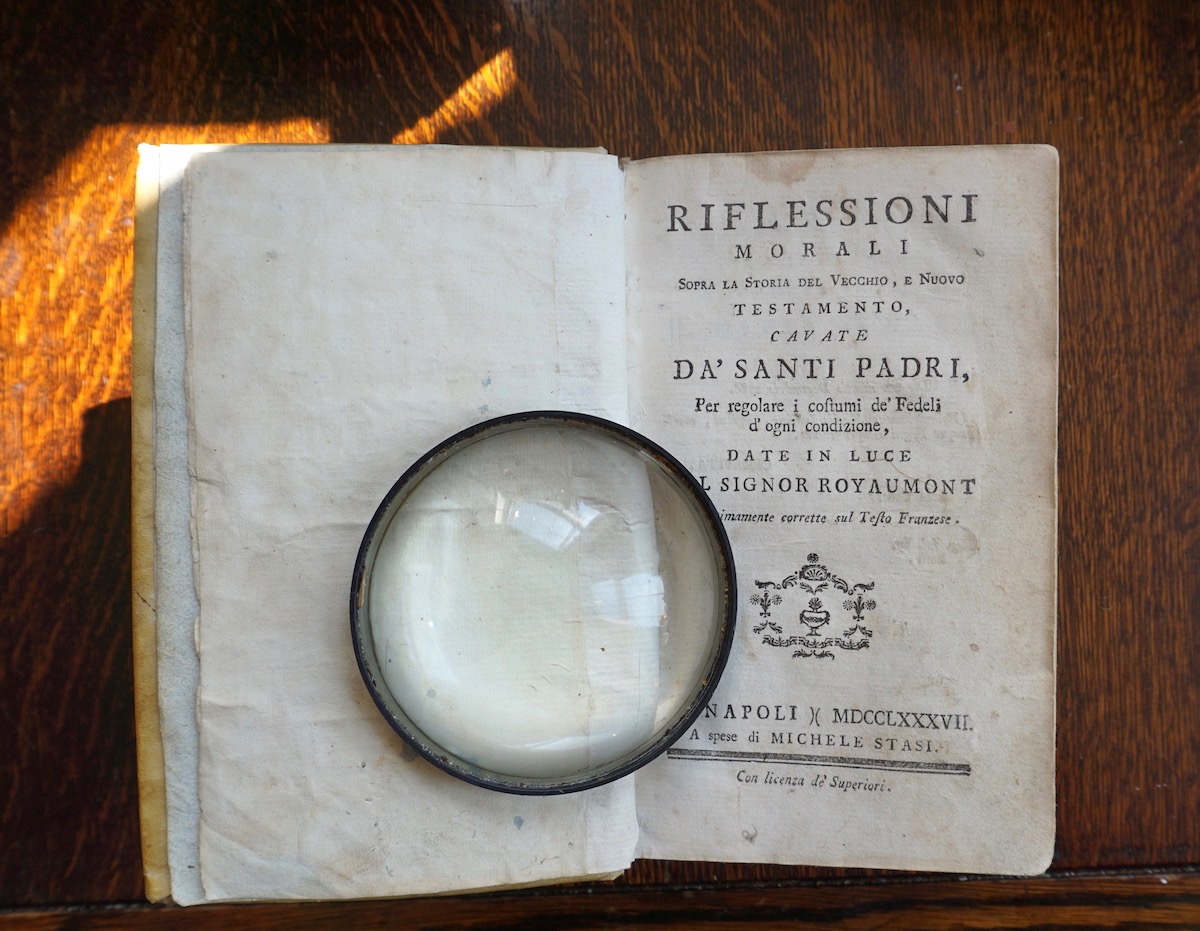 RIFLESSIONI
MORALI
SOPRA LA STORIA DEL VECCHIO, E NUOVO
TESTAMENTO,
CAVATE
DA' SANTI PADRI,
Per regolare i coſtumi de' Fedeli
d'ogni condizione,
DATE IN LUCE
SIGNOR ROYAUMONT
corrette sul Teſto Franzese.
NAPOLI )( MDCCLXXXVII.
A spese di MICHELE STASI.
Con licenza de' Superiori.